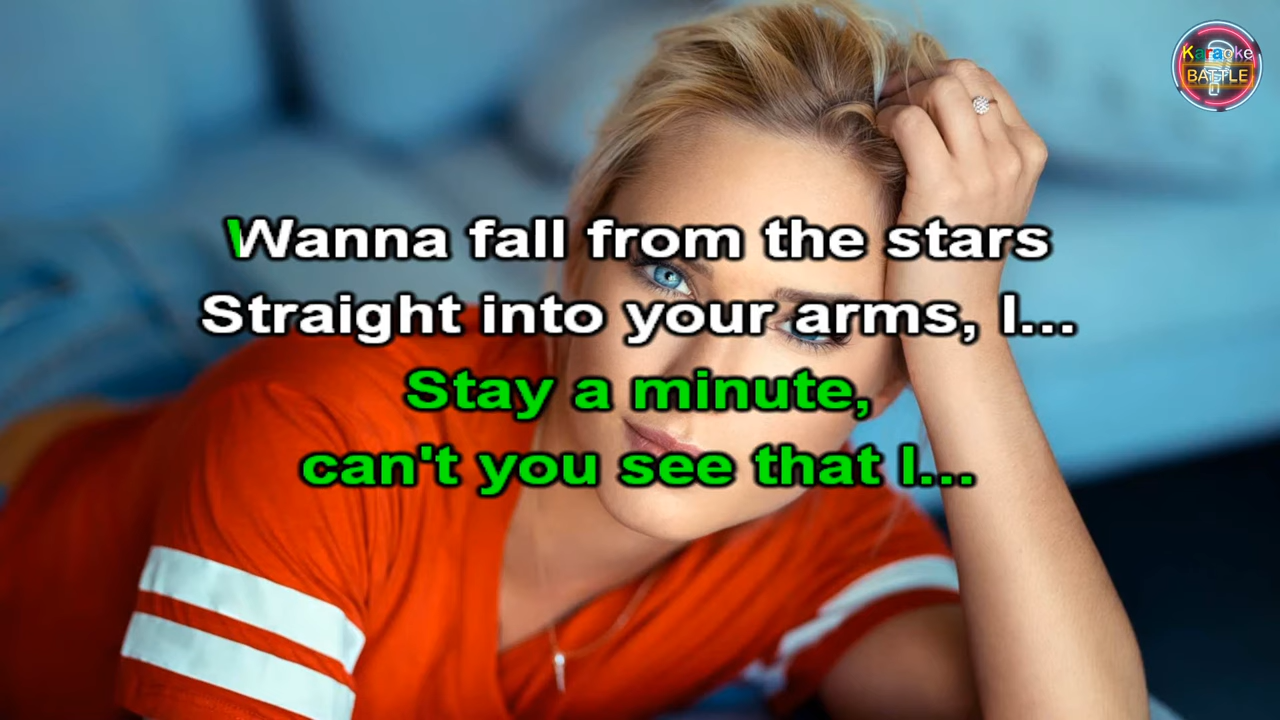 Karaoke
BATTLE
Wanna fall from the stars
Straight into your arms, I...
Stay a minute,
can't you see that I...